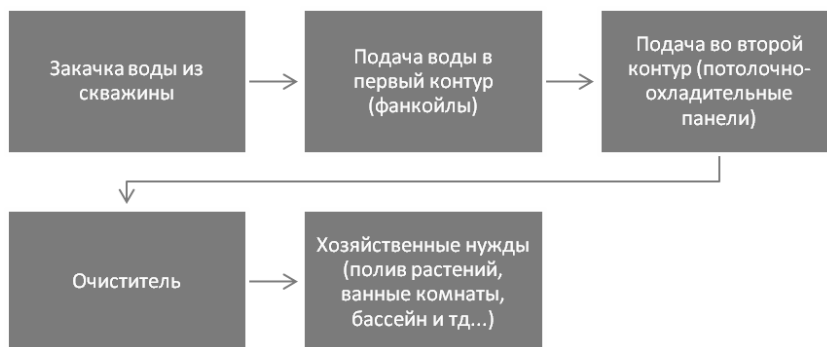 Закачка воды из
скважины
Подача воды в
первый контур
(фанкойлы)
Подача во второй
контур (потолочно-
охладительные
панели)
Очиститель
Хозяйственные нужды
(полив растений,
ванные комнаты,
бассейн и тд...)